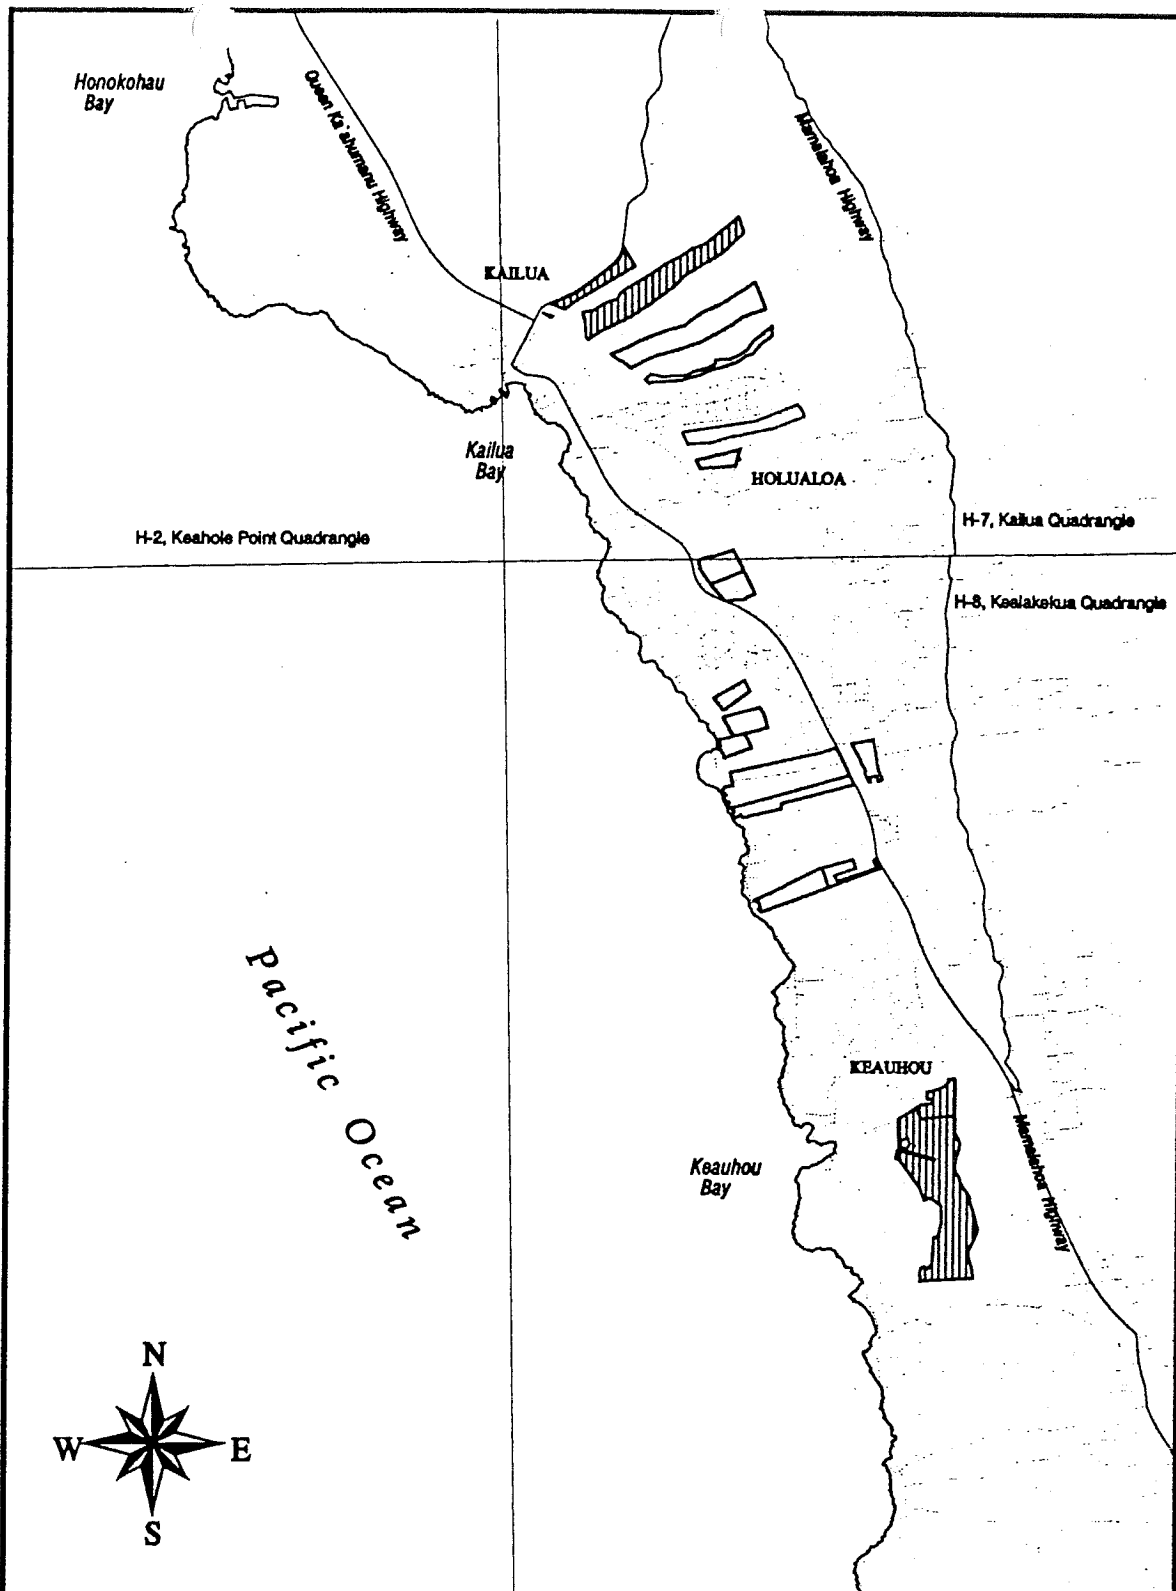 Honokohau
Bay
Queen Ka'ahumanu Highway
Mamalahoa Highway
KAILUA
Kailua
Bay
HOLUALOA
H-7, Kailua Quadrangle
H-2, Keahole Point Quadrangle
H-8, Kealakekua Quadrangle
Pacific Ocean
KEAUHOU
Keauhou
Bay
Mamalahoa Highway
N
W
E
S